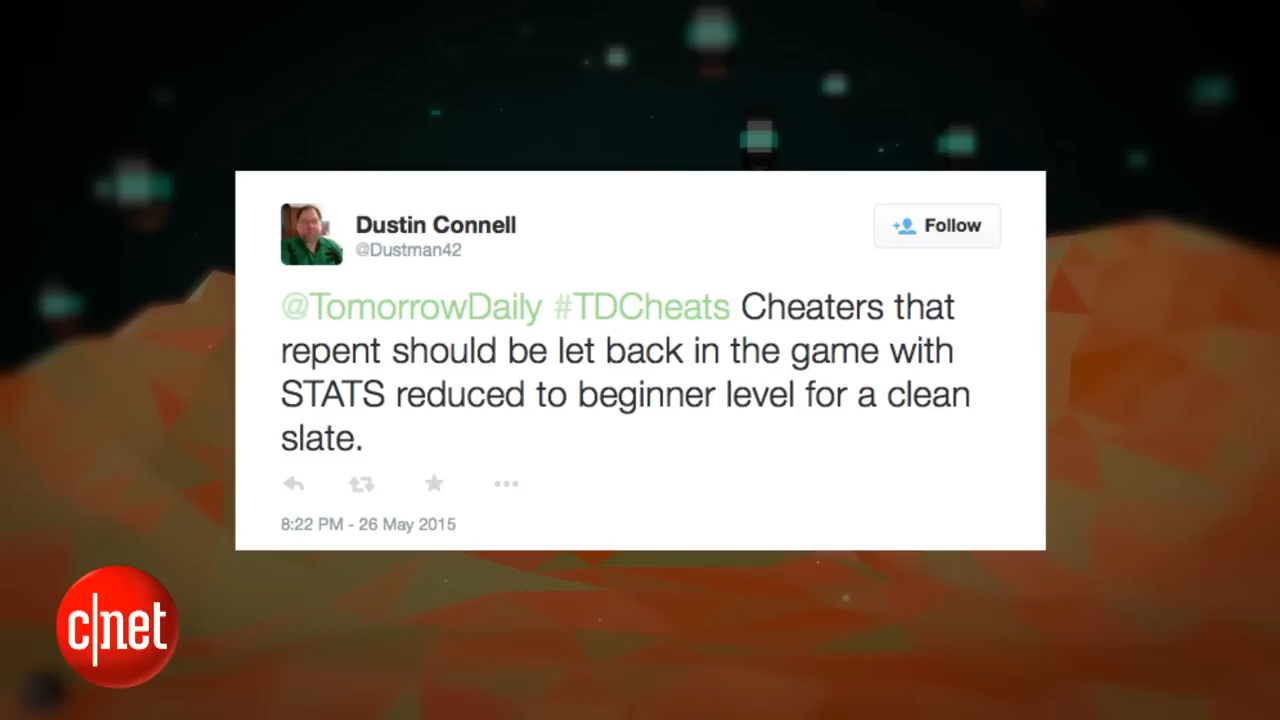 Dustin Connell
@Dustman42
Follow
@TomorrowDaily #TDCheats Cheaters that
repent should be let back in the game with
STATS reduced to beginner level for a clean
slate.
8:22 PM - 26 May 2015
c|net